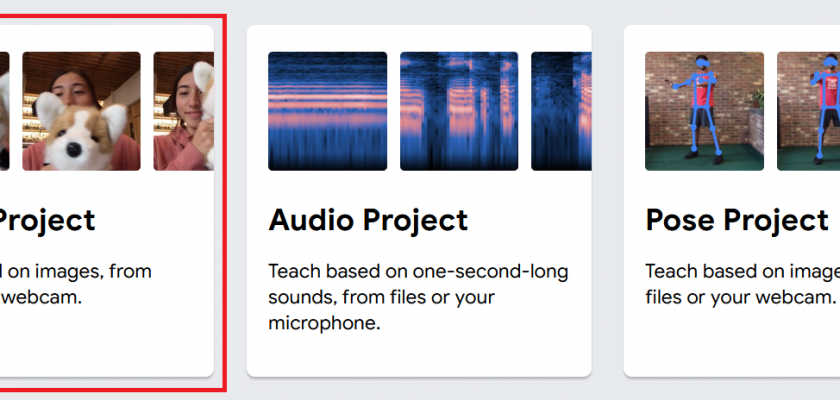 Project
on images, from
webcam.
Audio Project
Teach based on one-second-long
sounds, from files or your
microphone.
Pose Project
Teach based on image
files or your webcam.